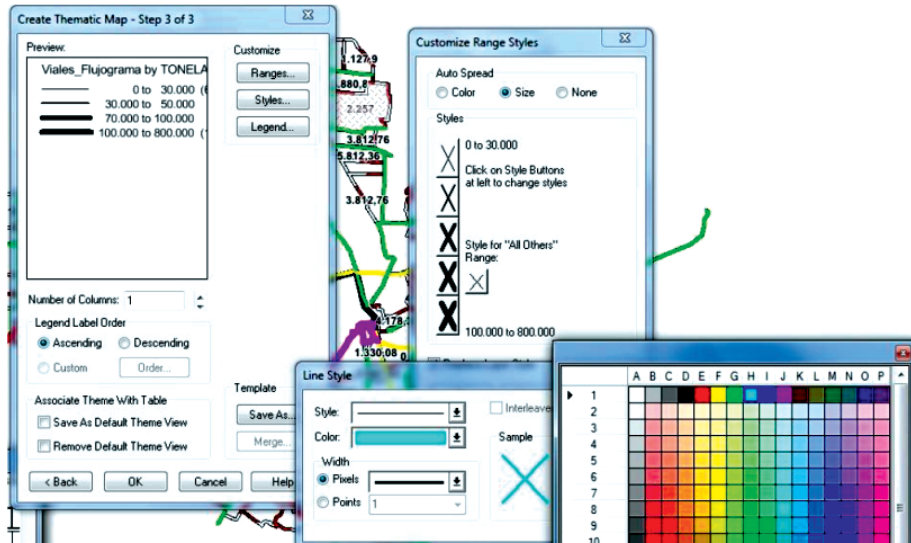 Create Thematic Map - Step 3 of 3
Preview:
Viales_Flujograma by TONELA
0 to 30.000
30.000 to 50.000
70.000 to 100.000
100.000 to 800.000
Customize
Ranges...
Styles...
Legend...
Number of Columns: 1
Legend Label Order
Ascending
Descending
Custom
Order...
Associate Theme With Table
Save As Default Theme View
Remove Default Theme View
Template
Save As...
Merge...
< Back
OK
Cancel
Help
1.127,9
.880,8
2.257
3.812,76
5.812,36
3.812,76
4.178,
1.330,08
Customize Range Styles
Auto Spread
Color
Size
None
Styles
0 to 30.000
Click on Style Buttons
at left to change styles
Style for "All Others"
Range:
100.000 to 800.000
Line Style
Style:
Color:
Width
Pixels
Points
1
Interleave
Sample
A B C D E F G H I J K L M N O P
1
2
3
4
5
6
7
8
9
10